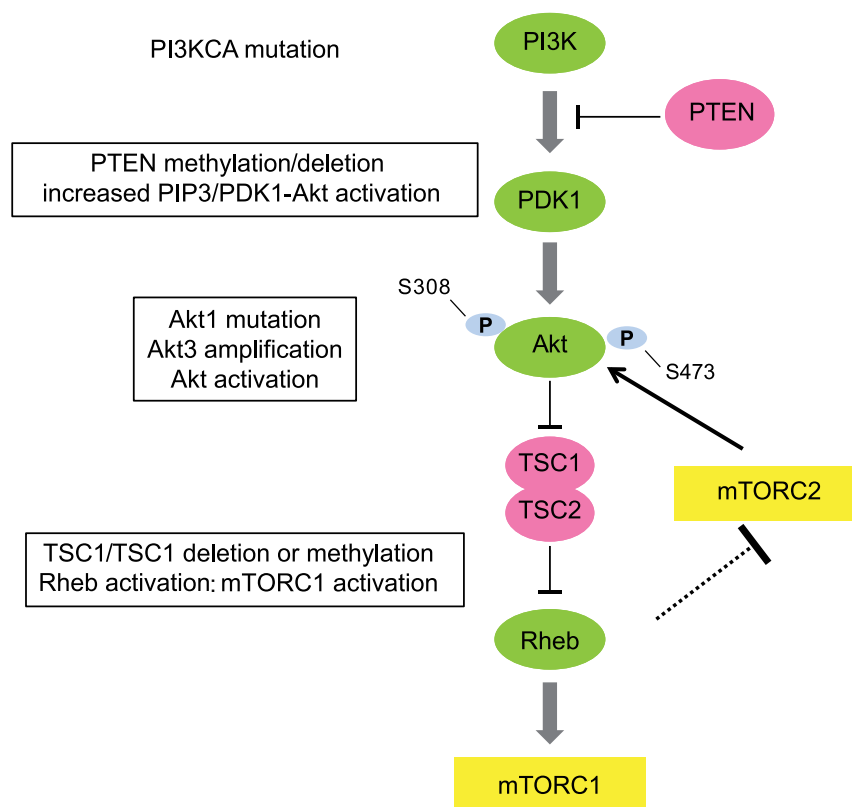 PI3KCA mutation
PI3K
PTEN
PTEN methylation/deletion
increased PIP3/PDK1-Akt activation
PDK1
S308
P
Akt1 mutation
Akt3 amplification
Akt activation
Akt
P
S473
TSC1
TSC2
mTORC2
TSC1/TSC1 deletion or methylation
Rheb activation: mTORC1 activation
Rheb
mTORC1